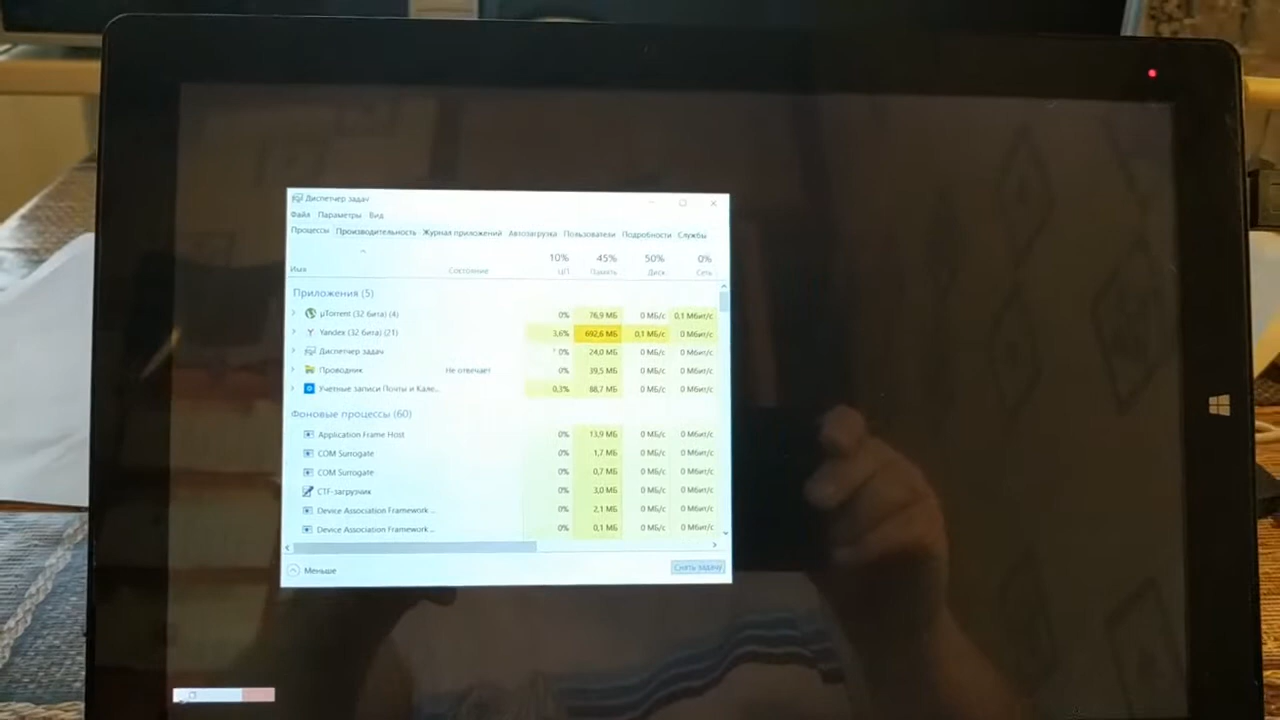 Диспетчер задач
Файл Параметры Вид
Процессы Производительность Журнал приложений Автозагрузка Пользователи Подробности Службы
10% 45% 50% 0%
Имя Состояние ЦП Память Диск Сеть
Приложения (5)
µTorrent (32 бита) (4) 0% 76,9 МБ 0 МБ/с 0,1 Мбит/с
Yandex (32 бита) (21) 3,6% 692,6 МБ 0,1 МБ/с 0 Мбит/с
Диспетчер задач 0% 24,0 МБ 0 МБ/с 0 Мбит/с
Проводник Не отвечает 0% 39,5 МБ 0 МБ/с 0 Мбит/с
Учетные записи Почты и Кале... 0,3% 88,7 МБ 0 МБ/с 0 Мбит/с
Фоновые процессы (60)
Application Frame Host 0% 13,9 МБ 0 МБ/с 0 Мбит/с
COM Surrogate 0% 1,7 МБ 0 МБ/с 0 Мбит/с
COM Surrogate 0% 0,7 МБ 0 МБ/с 0 Мбит/с
CTF-загрузчик 0% 3,0 МБ 0 МБ/с 0 Мбит/с
Device Association Framework ... 0% 2,1 МБ 0 МБ/с 0 Мбит/с
Device Association Framework ... 0% 0,1 МБ 0 МБ/с 0 Мбит/с
Меньше Снять задачу